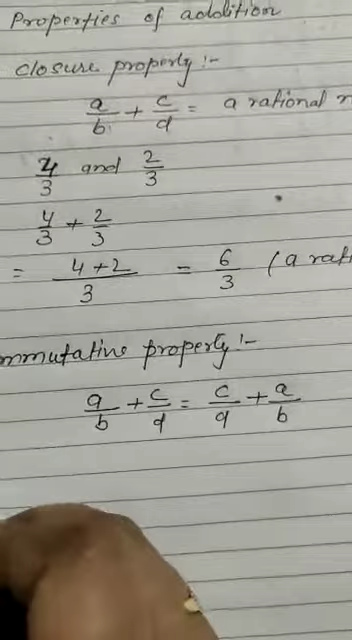 Properties of addition
closure property :-
a/b + c/d = a rational n
4/3 and 2/3
4/3 + 2/3
= 4+2/3 = 6/3 (a rati
mmutative property :-
a/b + c/d = c/d + a/b